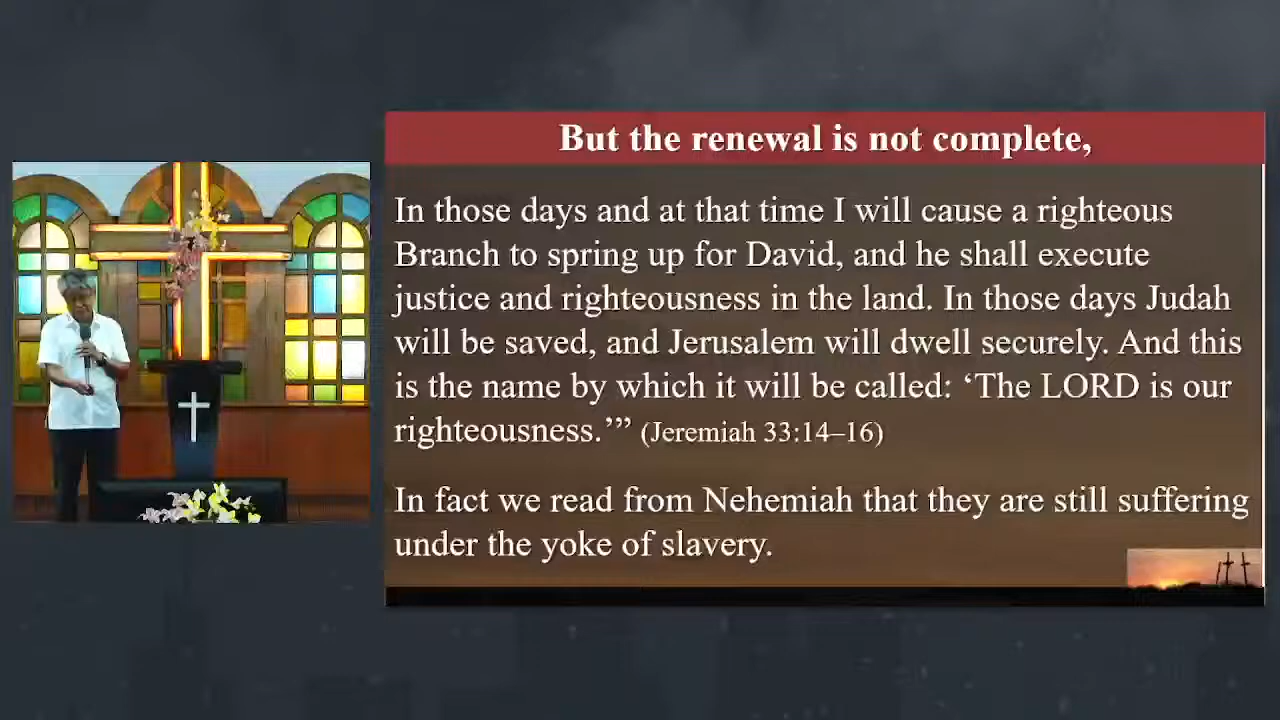 But the renewal is not complete,
In those days and at that time I will cause a righteous
Branch to spring up for David, and he shall execute
justice and righteousness in the land. In those days Judah
will be saved, and Jerusalem will dwell securely. And this
is the name by which it will be called: ‘The LORD is our
righteousness.’” (Jeremiah 33:14–16)
In fact we read from Nehemiah that they are still suffering
under the yoke of slavery.